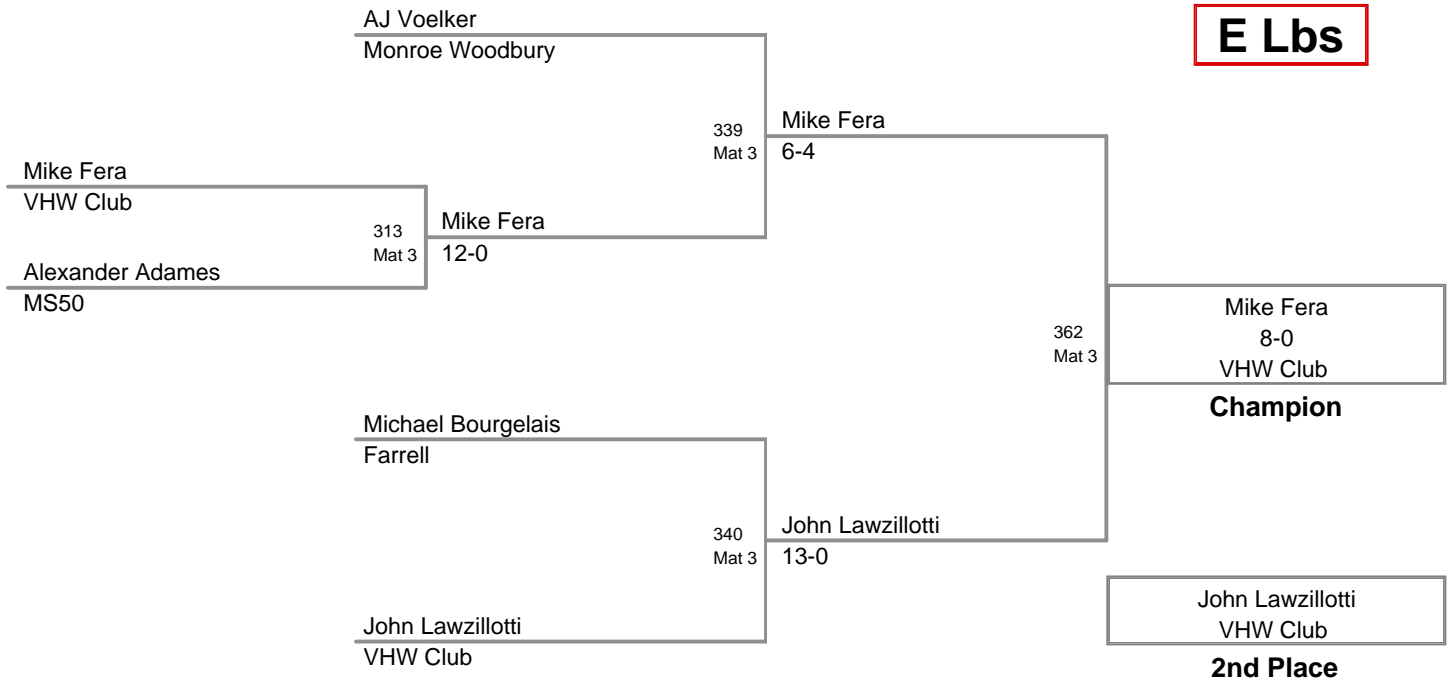 AJ Voelker
Monroe Woodbury
E Lbs
339
Mat 3
Mike Fera
6-4
Mike Fera
VHW Club
313
Mat 3
Mike Fera
12-0
Alexander Adames
MS50
362
Mat 3
Mike Fera
8-0
VHW Club
Champion
Michael Bourgelais
Farrell
340
Mat 3
John Lawzillotti
13-0
John Lawzillotti
VHW Club
John Lawzillotti
VHW Club
2nd Place